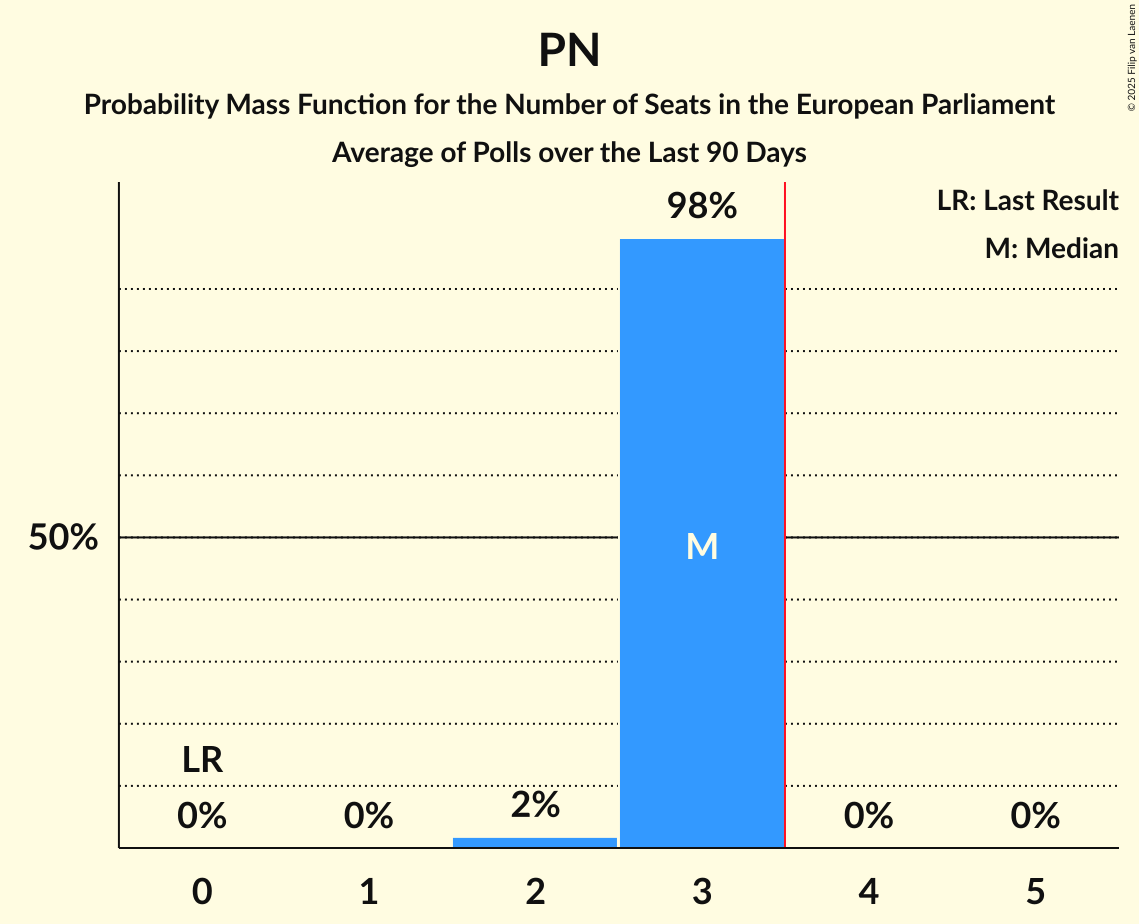 PN
Probability Mass Function for the Number of Seats in the European Parliament
Average of Polls over the Last 90 Days
© 2025 Filip van Laenen
LR: Last Result
M: Median
98%
50%
M
LR
0%
0%
2%
0%
0%
0
1
2
3
4
5